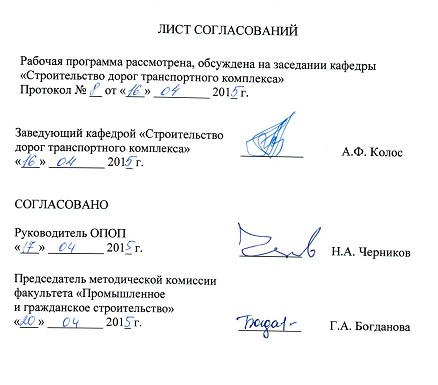 ЛИСТ СОГЛАСОВАНИЙ
Рабочая программа рассмотрена, обсуждена на заседании кафедры
«Строительство дорог транспортного комплекса»
Протокол № 8 от «16» 04 2015 г.
Заведующий кафедрой «Строительство
дорог транспортного комплекса»
«16» 04 2015 г. А.Ф. Колос
СОГЛАСОВАНО
Руководитель ОПОП
«17» 04 2015 г. Н.А. Черников
Председатель методической комиссии
факультета «Промышленное
и гражданское строительство»
«20» 04 2015 г. Г.А. Богданова